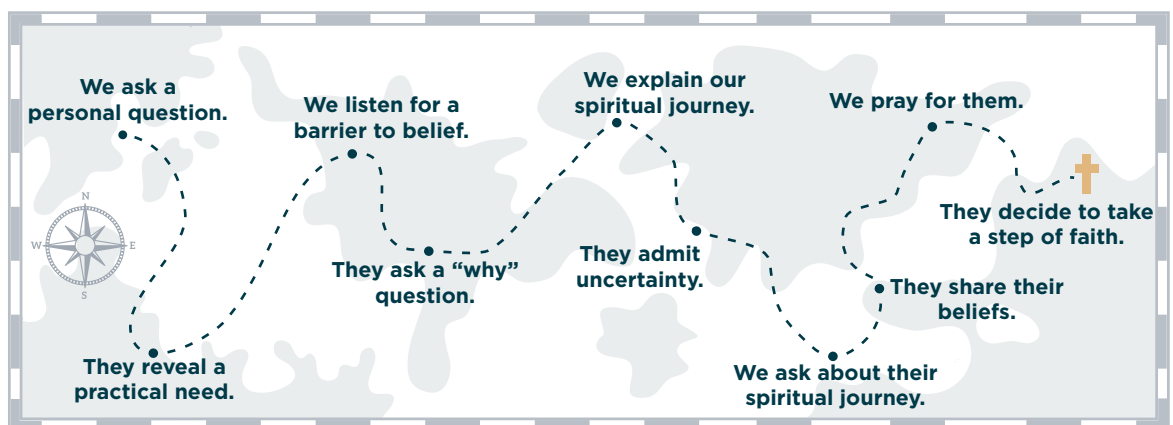 We ask a
personal question.
They reveal a
practical need.
We listen for a
barrier to belief.
They ask a “why”
question.
We explain our
spiritual journey.
They admit
uncertainty.
We ask about their
spiritual journey.
They share their
beliefs.
We pray for them.
They decide to take
a step of faith.
N
W
E
S